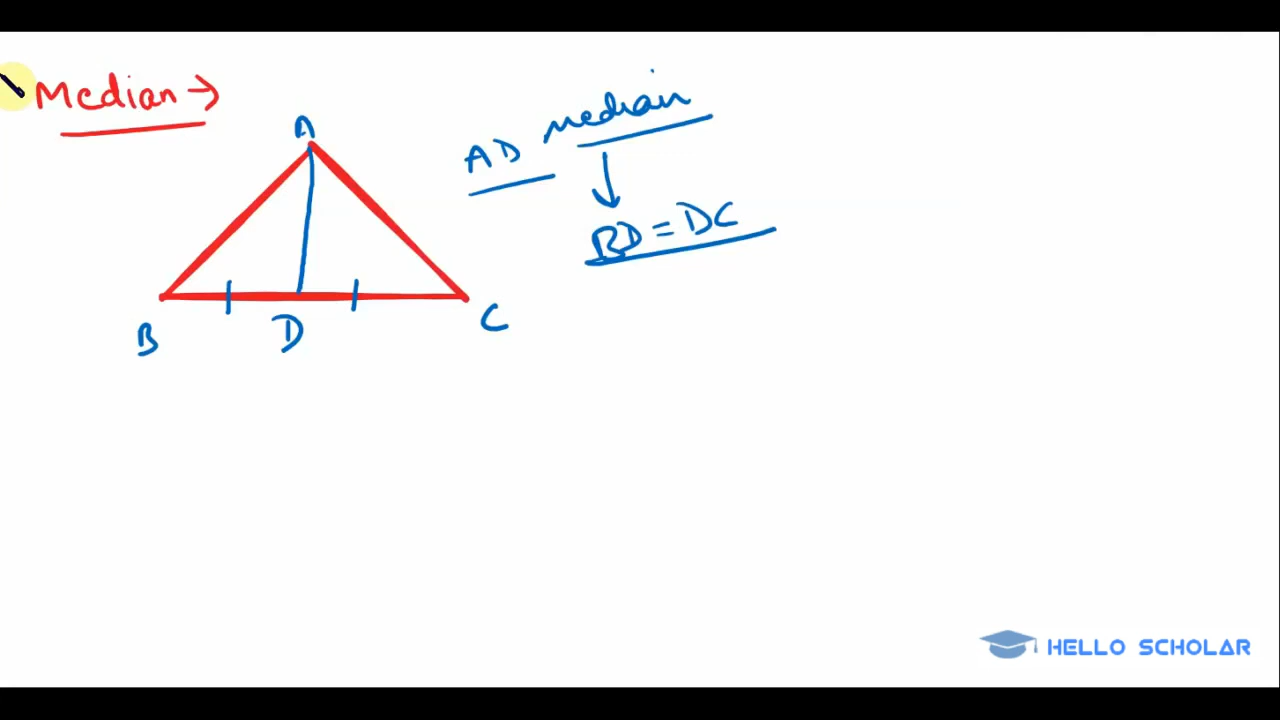 Median →
A
AD median
↓
BD = DC
B
D
C
HELLO SCHOLAR